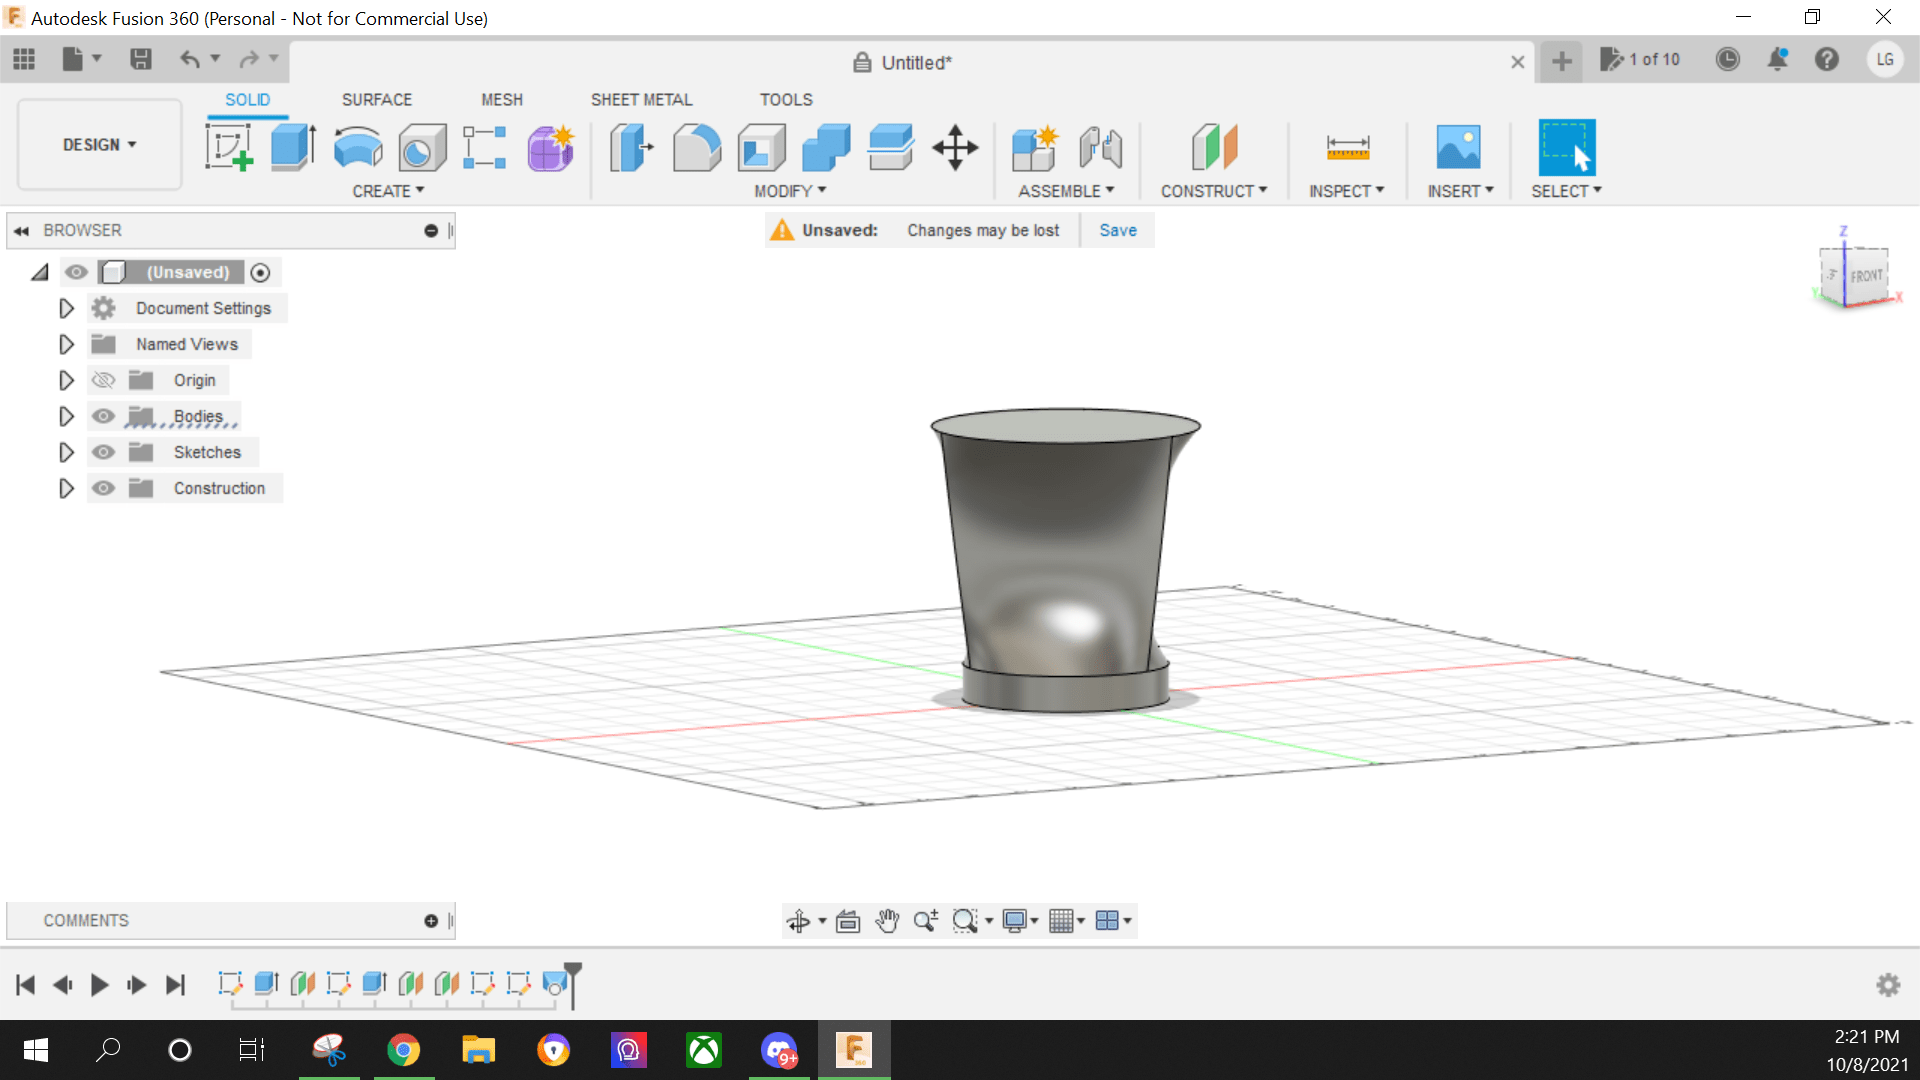 Autodesk Fusion 360 (Personal - Not for Commercial Use)
Untitled*
1 of 10
LG
SOLID SURFACE MESH SHEET METAL TOOLS
DESIGN
CREATE MODIFY ASSEMBLE CONSTRUCT INSPECT INSERT SELECT
BROWSER
Unsaved: Changes may be lost Save
Z
FRONT
X
Y
(Unsaved)
Document Settings
Named Views
Origin
Bodies
Sketches
Construction
COMMENTS
9+
F
360
2:21 PM
10/8/2021